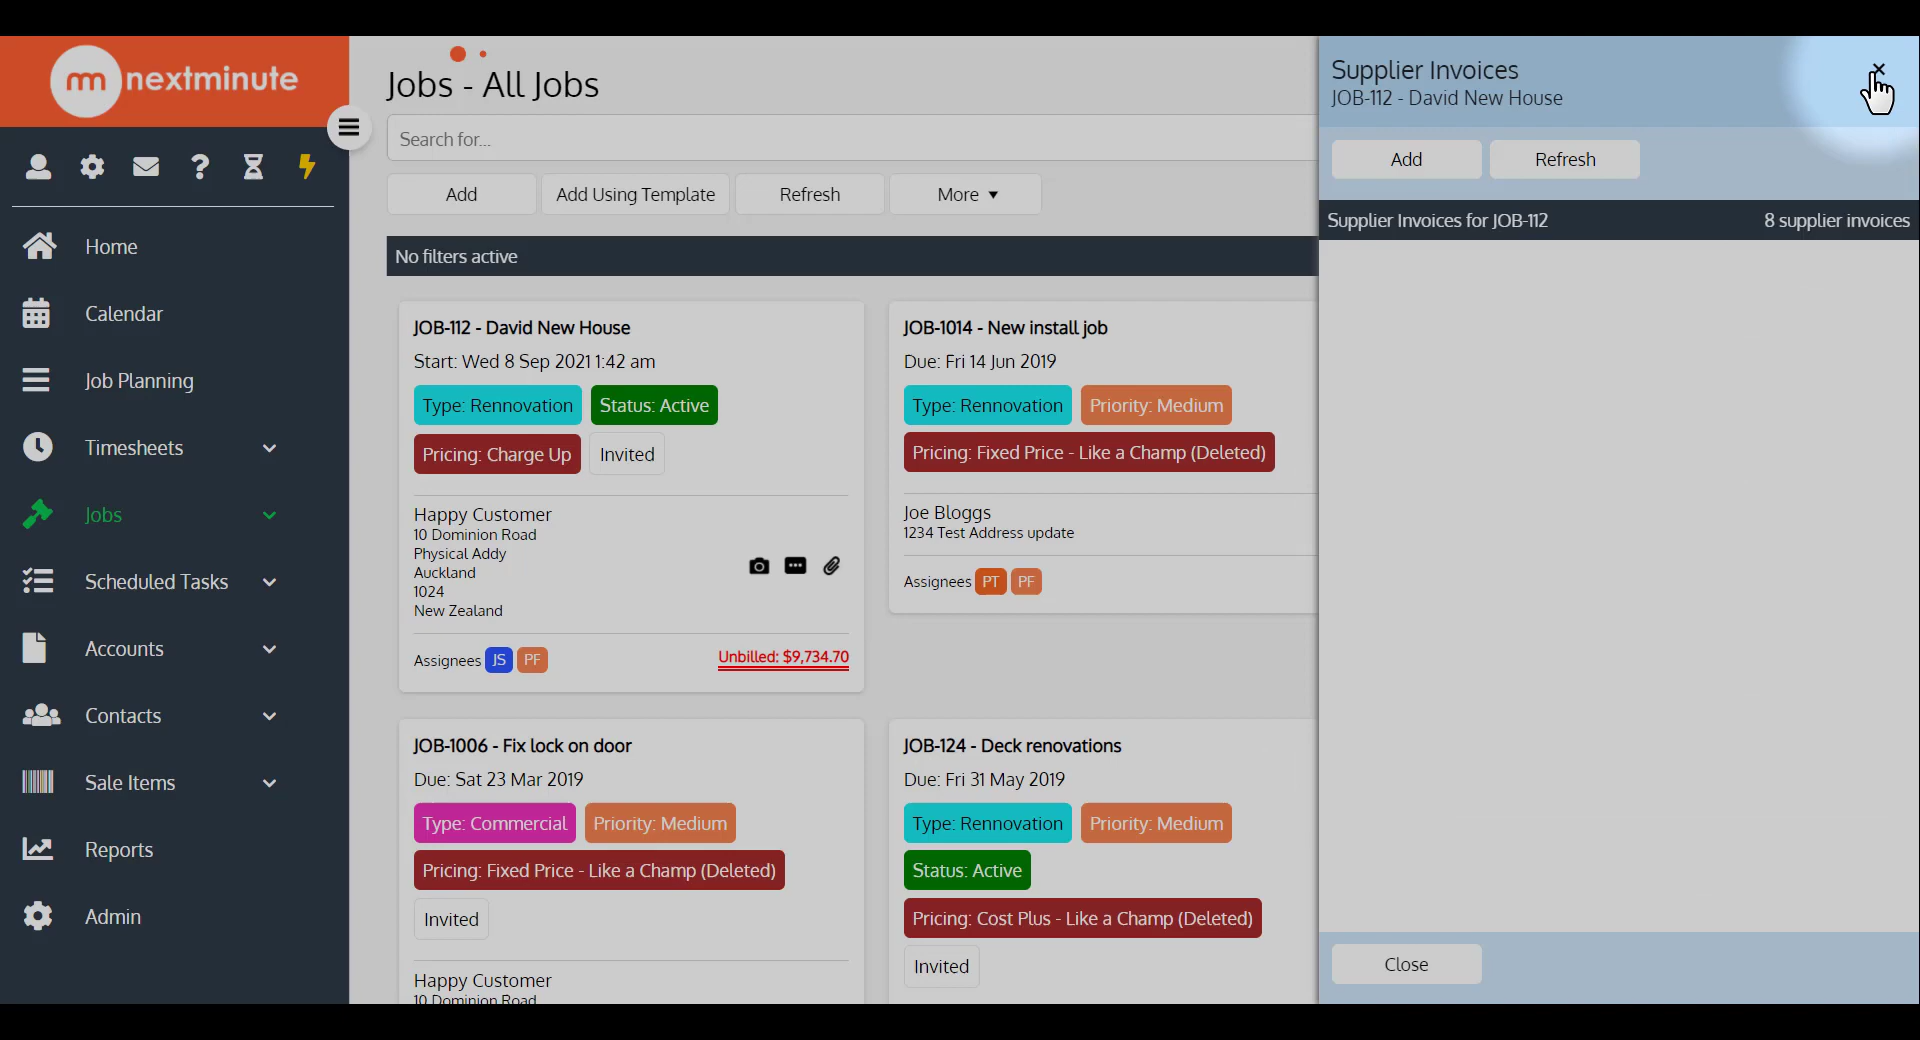 nextminute
Home
Calendar
Job Planning
Timesheets
Jobs
Scheduled Tasks
Accounts
Contacts
Sale Items
Reports
Admin
Jobs - All Jobs
Search for...
Add
Add Using Template
Refresh
More
No filters active
JOB-112 - David New House
Start: Wed 8 Sep 2021 1:42 am
Type: Rennovation
Status: Active
Pricing: Charge Up
Invited
Happy Customer
10 Dominion Road
Physical Addy
Auckland
1024
New Zealand
Assignees JS PF
Unbilled: $9,734.70
JOB-1014 - New install job
Due: Fri 14 Jun 2019
Type: Rennovation
Priority: Medium
Pricing: Fixed Price - Like a Champ (Deleted)
Joe Bloggs
1234 Test Address update
Assignees PT PF
JOB-1006 - Fix lock on door
Due: Sat 23 Mar 2019
Type: Commercial
Priority: Medium
Pricing: Fixed Price - Like a Champ (Deleted)
Invited
Happy Customer
10 Dominion Road
JOB-124 - Deck renovations
Due: Fri 31 May 2019
Type: Rennovation
Priority: Medium
Status: Active
Pricing: Cost Plus - Like a Champ (Deleted)
Invited
Supplier Invoices
JOB-112 - David New House
Add
Refresh
Supplier Invoices for JOB-112
8 supplier invoices
Close